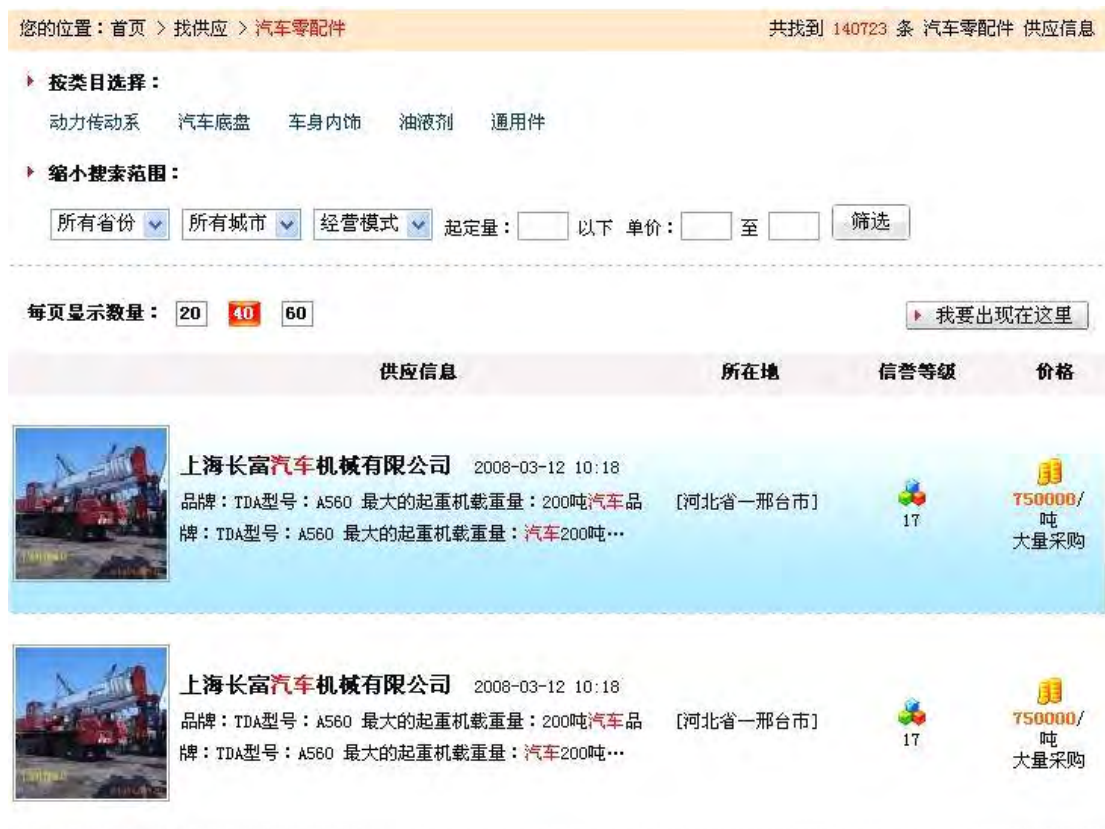 您的位置：首页 > 找供应 > 汽车零配件 共找到 140723 条 汽车零配件 供应信息
按类目选择：
动力传动系 汽车底盘 车身内饰 油液剂 通用件
缩小搜索范围：
所有省份 所有城市 经营模式 起定量： 以下 单价： 至 筛选
每页显示数量： 20 40 60 我要出现在这里
供应信息 所在地 信誉等级 价格
上海长富汽车机械有限公司 2008-03-12 10:18
品牌：TDA型号：A560 最大的起重机载重量：200吨汽车品 [河北省—邢台市] 17 750000/
牌：TDA型号：A560 最大的起重机载重量：汽车200吨… 吨
大量采购
上海长富汽车机械有限公司 2008-03-12 10:18
品牌：TDA型号：A560 最大的起重机载重量：200吨汽车品 [河北省—邢台市] 17 750000/
牌：TDA型号：A560 最大的起重机载重量：汽车200吨… 吨
大量采购